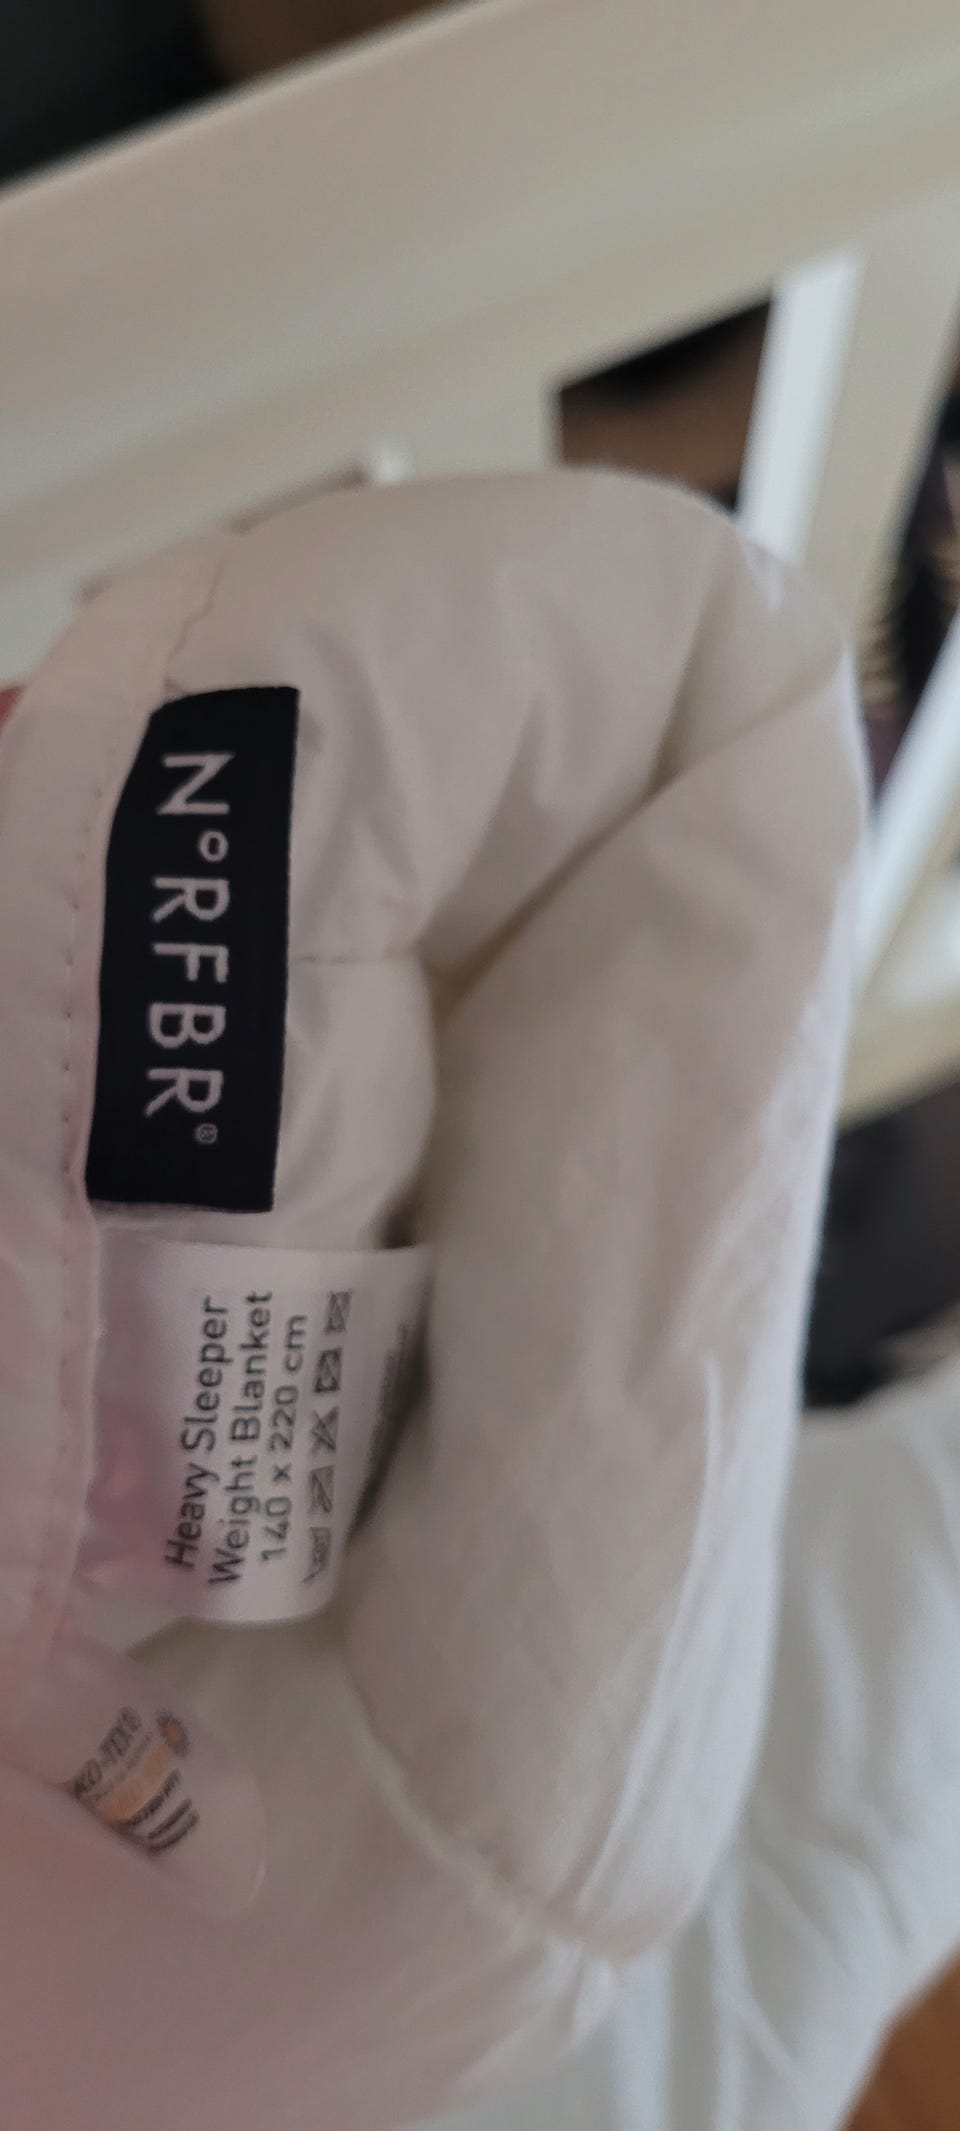 N°RFBR®
Heavy Sleeper
Weight Blanket
140 x 220 cm